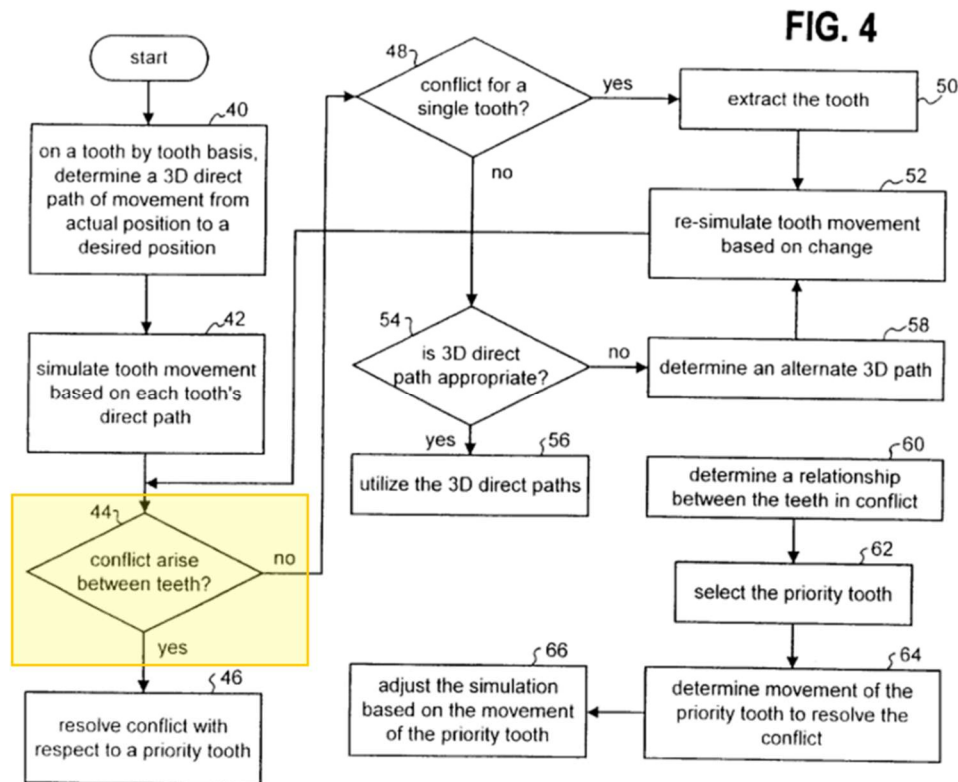 FIG. 4
start
40
on a tooth by tooth basis,
determine a 3D direct
path of movement from
actual position to a
desired position
42
simulate tooth movement
based on each tooth's
direct path
44
conflict arise
between teeth?
no
yes
46
resolve conflict with
respect to a priority tooth
48
conflict for a
single tooth?
yes
no
50
extract the tooth
52
re-simulate tooth movement
based on change
54
is 3D direct
path appropriate?
no
yes
56
utilize the 3D direct paths
58
determine an alternate 3D path
60
determine a relationship
between the teeth in conflict
62
select the priority tooth
64
determine movement of the
priority tooth to resolve the
conflict
66
adjust the simulation
based on the movement
of the priority tooth